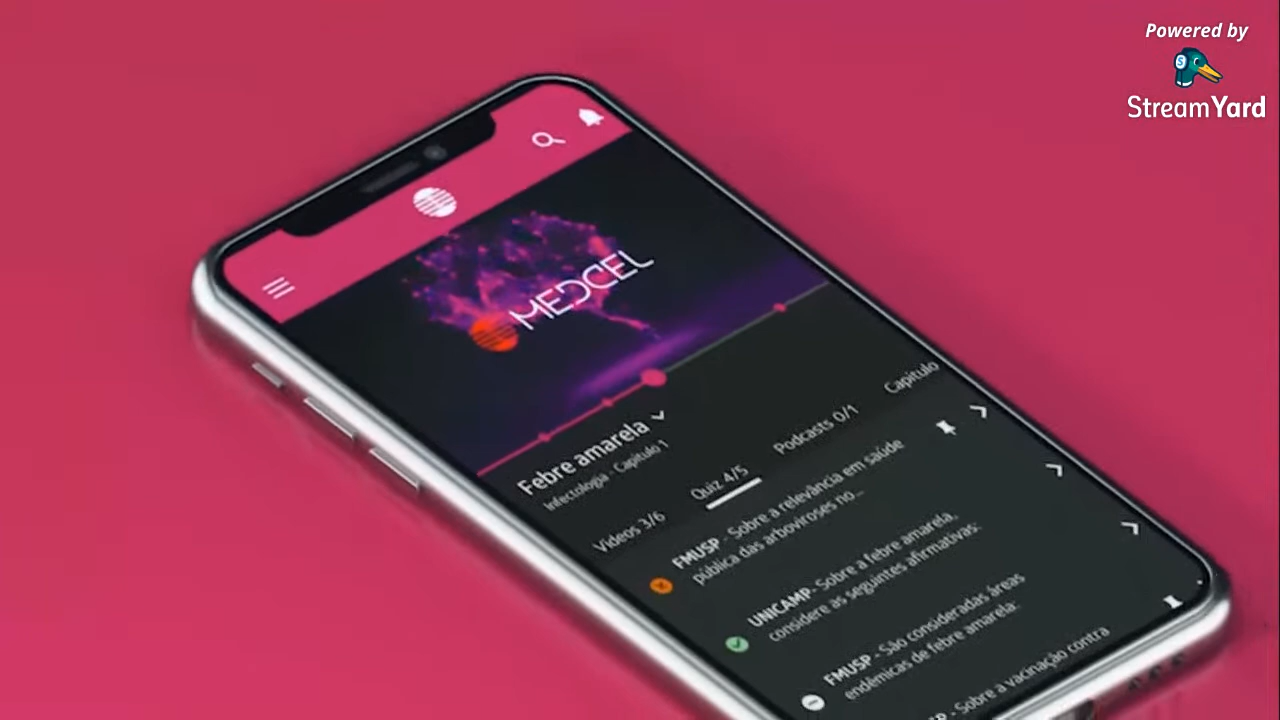 Powered by
StreamYard
MEDCEL
Febre amarela
Infectologia - Capítulo 1
Vídeos 3/6
Quiz 4/5
Podcasts 0/1
Capítulo
FMUSP - Sobre a relevância em saúde
pública das arboviroses no...
UNICAMP- Sobre a febre amarela,
considere as seguintes afirmativas:
FMUSP - São consideradas áreas
endêmicas de febre amarela:
SP - Sobre a vacinação contra